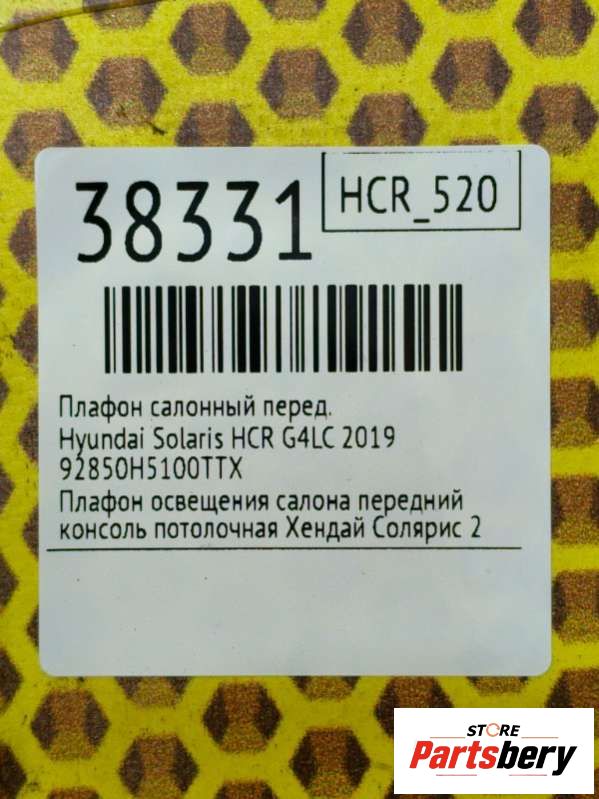 38331
HCR_520
Плафон салонный перед.
Hyundai Solaris HCR G4LC 2019
92850H5100TTX
Плафон освещения салона передний
консоль потолочная Хендай Солярис 2
STORE
Partsbery